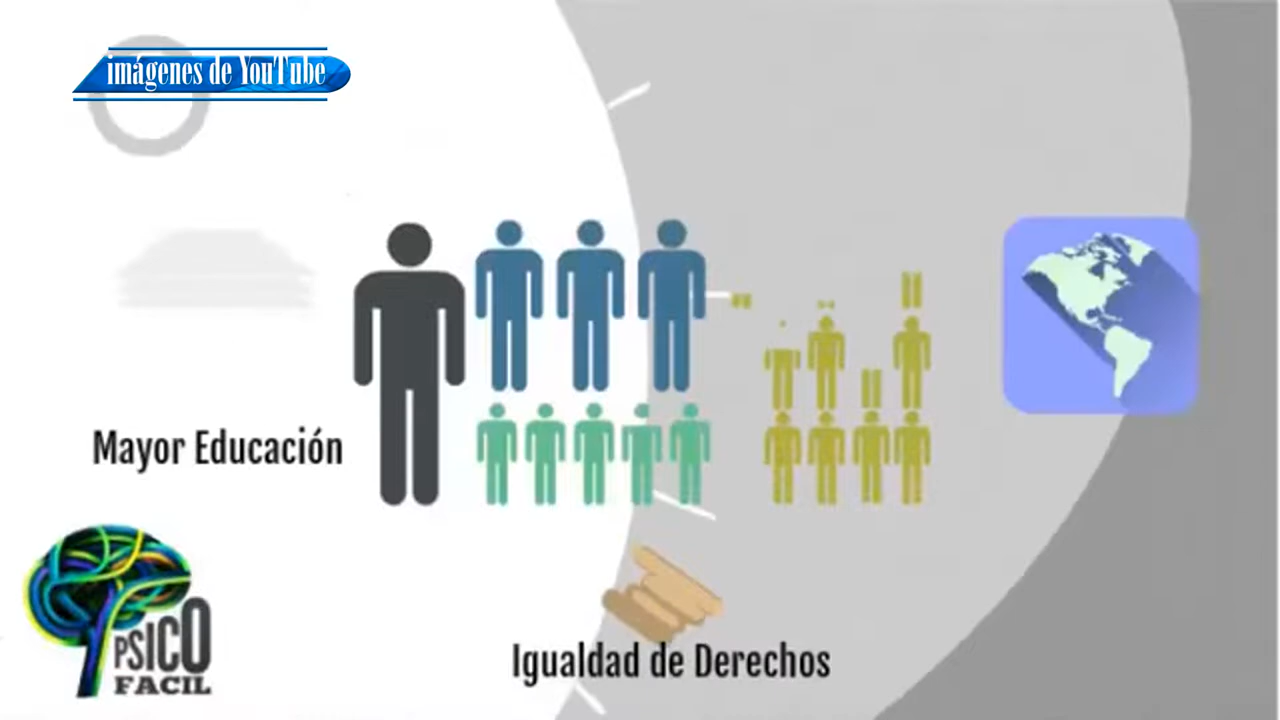 imágenes de YouTube
Mayor Educación
PSICO
FACIL
Igualdad de Derechos